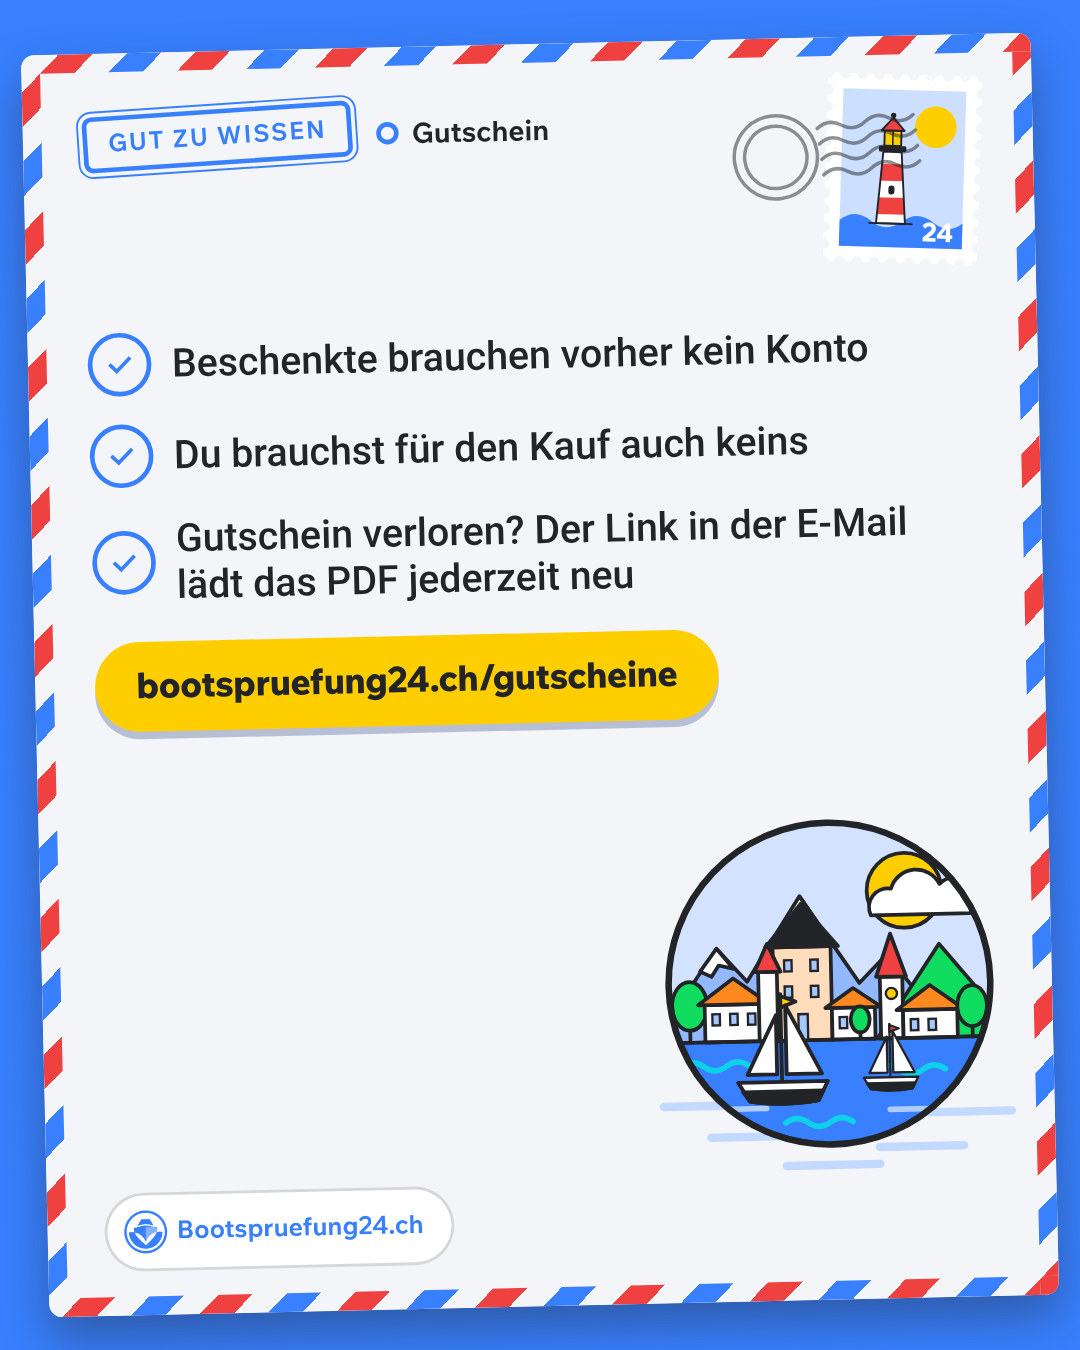 GUT ZU WISSEN
Gutschein
24
Beschenkte brauchen vorher kein Konto
Du brauchst für den Kauf auch keins
Gutschein verloren? Der Link in der E-Mail
lädt das PDF jederzeit neu
bootspruefung24.ch/gutscheine
Bootspruefung24.ch